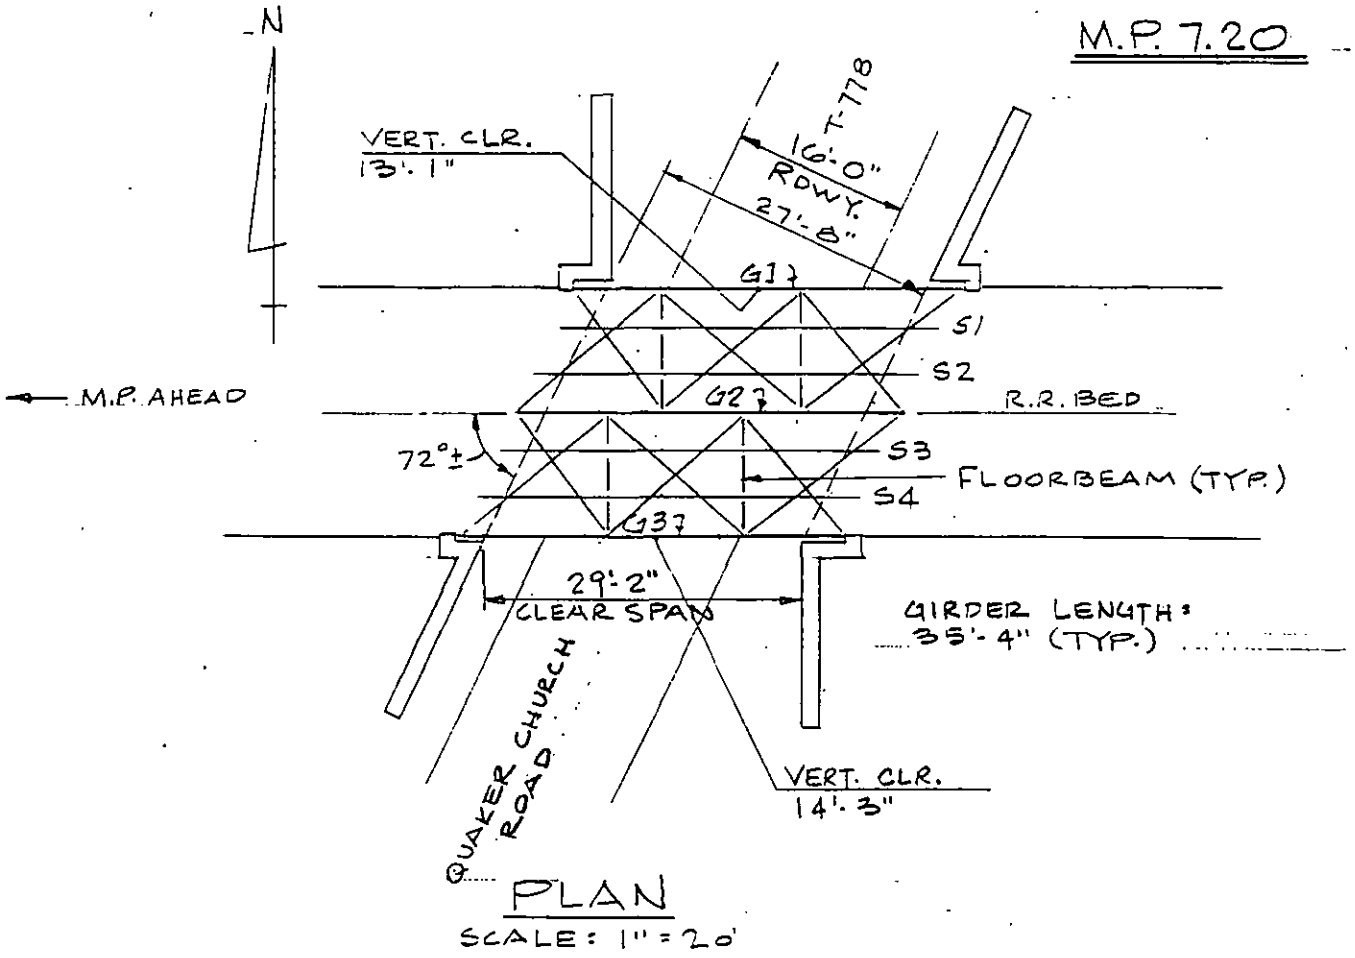 N
M.P. 7.20
T-778
VERT. CLR.
13'-1"
16'-0"
RDWY.
27'-8"
G1
S1
S2
M.P. AHEAD
G2
R.R. BED
72°±
S3
FLOORBEAM (TYP.)
S4
G3
29'-2"
CLEAR SPAN
GIRDER LENGTH:
35'-4" (TYP.)
QUAKER CHURCH
ROAD
VERT. CLR.
14'-3"
PLAN
SCALE: 1" = 20'